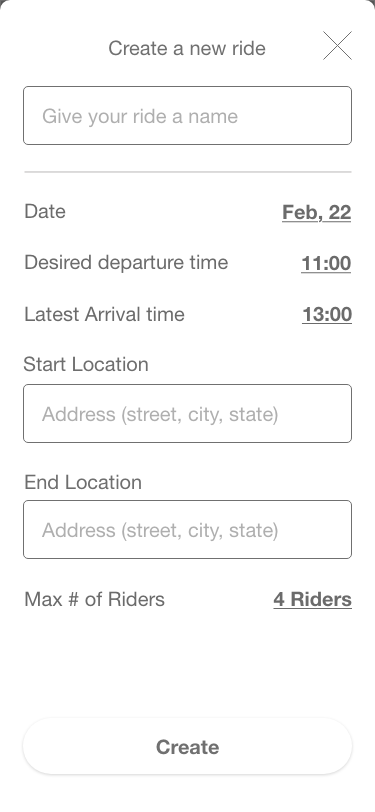 Create a new ride
Give your ride a name
Date Feb, 22
Desired departure time 11:00
Latest Arrival time 13:00
Start Location
Address (street, city, state)
End Location
Address (street, city, state)
Max # of Riders 4 Riders
Create